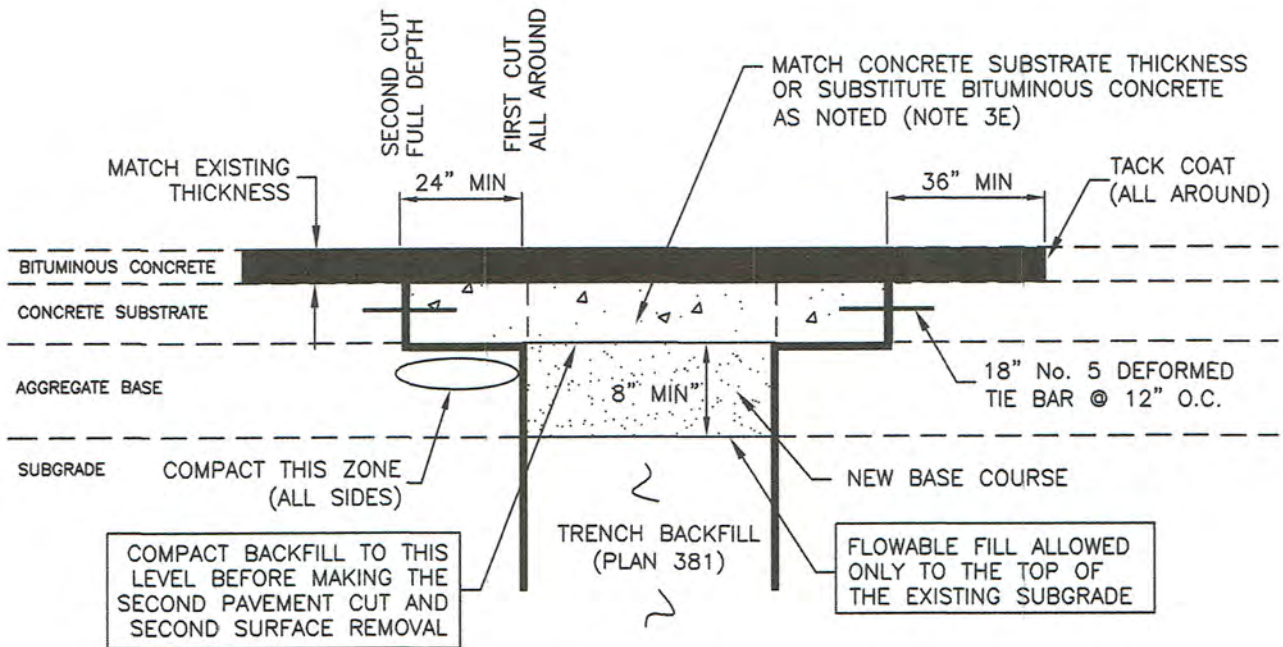 SECOND CUT
FULL DEPTH
FIRST CUT
ALL AROUND
MATCH CONCRETE SUBSTRATE THICKNESS
OR SUBSTITUTE BITUMINOUS CONCRETE
AS NOTED (NOTE 3E)
MATCH EXISTING
THICKNESS
24" MIN
36" MIN
TACK COAT
(ALL AROUND)
BITUMINOUS CONCRETE
CONCRETE SUBSTRATE
AGGREGATE BASE
8" MIN"
18" No. 5 DEFORMED
TIE BAR @ 12" O.C.
SUBGRADE
COMPACT THIS ZONE
(ALL SIDES)
NEW BASE COURSE
COMPACT BACKFILL TO THIS
LEVEL BEFORE MAKING THE
SECOND PAVEMENT CUT AND
SECOND SURFACE REMOVAL
TRENCH BACKFILL
(PLAN 381)
FLOWABLE FILL ALLOWED
ONLY TO THE TOP OF
THE EXISTING SUBGRADE